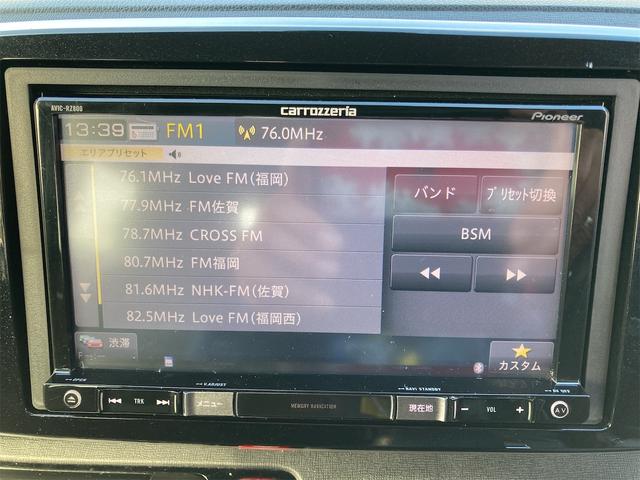 AVIC-RZ800
carrozzeria
Pioneer
13:39 FM1 76.0MHz
エリアプリセット
76.1MHz Love FM(福岡)
77.9MHz FM佐賀
78.7MHz CROSS FM
80.7MHz FM福岡
81.6MHz NHK-FM(佐賀)
82.5MHz Love FM(福岡西)
バンド
プリセット切換
BSM
渋滞
カスタム
V.ADJUST
NAVI STANDBY
TRK
メニュー
MEMORY NAVIGATION
現在地
− VOL +
AV